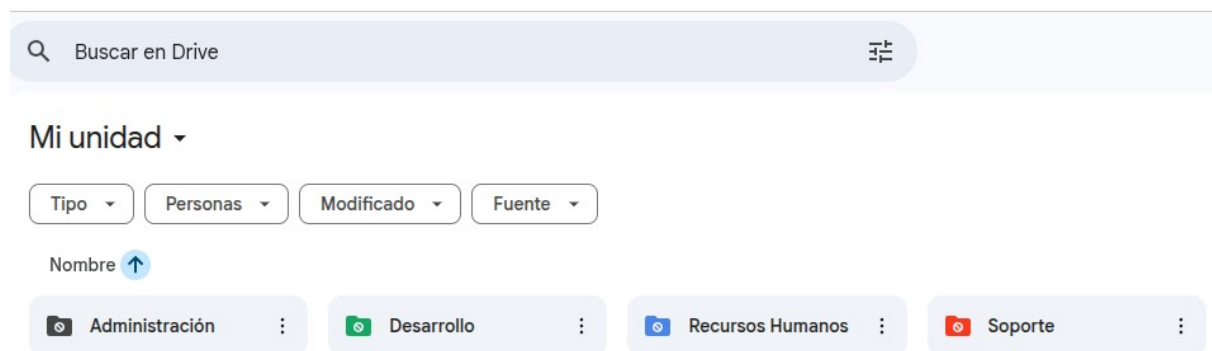 Buscar en Drive
Mi unidad
Tipo Personas Modificado Fuente
Nombre
Administración Desarrollo Recursos Humanos Soporte